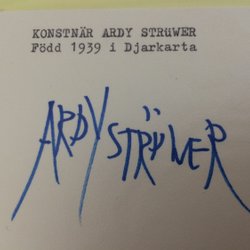 KONSTNÄR ARDY STRüWER
Född 1939 i Djarkarta
ARDY STRÜWER